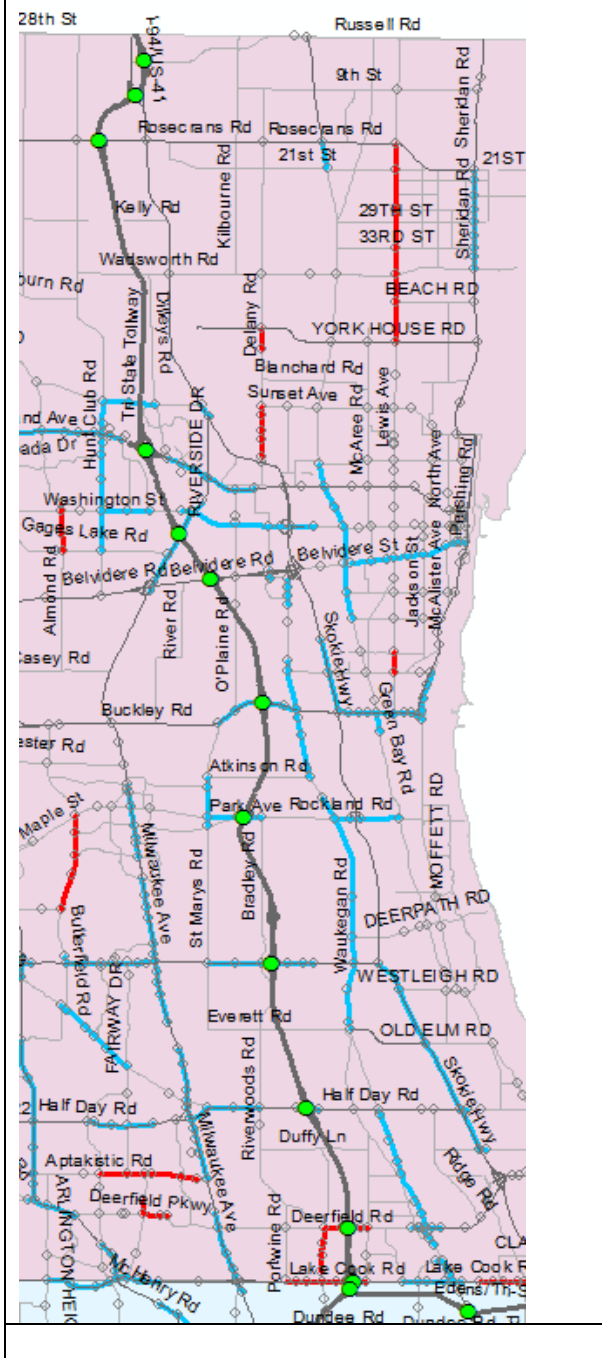 28th St
Russell Rd
I-94/US-41
9th St
Sheridan Rd
Rosecrans Rd
Rosecrans Rd
21st St
21ST
Kilbourne Rd
Sheridan Rd
Kelly Rd
29TH ST
33RD ST
Wadsworth Rd
burn Rd
BEACH RD
Tri State Tollway
Dilleys Rd
Delany Rd
YORK HOUSE RD
Blanchard Rd
Hunt Club Rd
Sunset Ave
McAree Rd
Lewis Ave
nd Ave
ada Dr
RIVERSIDE DR
North Ave
Pershing Rd
Washington St
Gages Lake Rd
Belvidere St
Almond Rd
Belvidere Rd
Belvidere Rd
Jackson St
McAlister Ave
River Rd
O'Plaine Rd
Skokie Hwy
Casey Rd
Green Bay Rd
Buckley Rd
ester Rd
Atkinson Rd
Maple St
Park Ave
Rockland Rd
MOFFETT RD
Milwaukee Ave
St Marys Rd
Bradley Rd
Waukegan Rd
DEERPATH RD
Butterfield Rd
FAIRWAY DR
WESTLEIGH RD
Everett Rd
OLD ELM RD
Riverwoods Rd
Skokie Hwy
2
Half Day Rd
Half Day Rd
Milwaukee Ave
Duffy Ln
Ridge Rd
Aptakistic Rd
Deerfield Pkwy
Portwine Rd
Deerfield Rd
ARLINGTON HEIG
CLA
Lake Cook Rd
Lake Cook R
McHenry Rd
Edens/Th-S
Dundee Rd
Dundee Rd